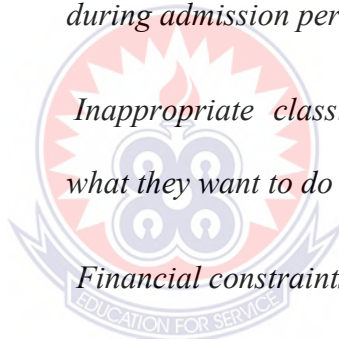 during admission per
Inappropriate class
what they want to do
Financial constraint
EDUCATION FOR SERVICE